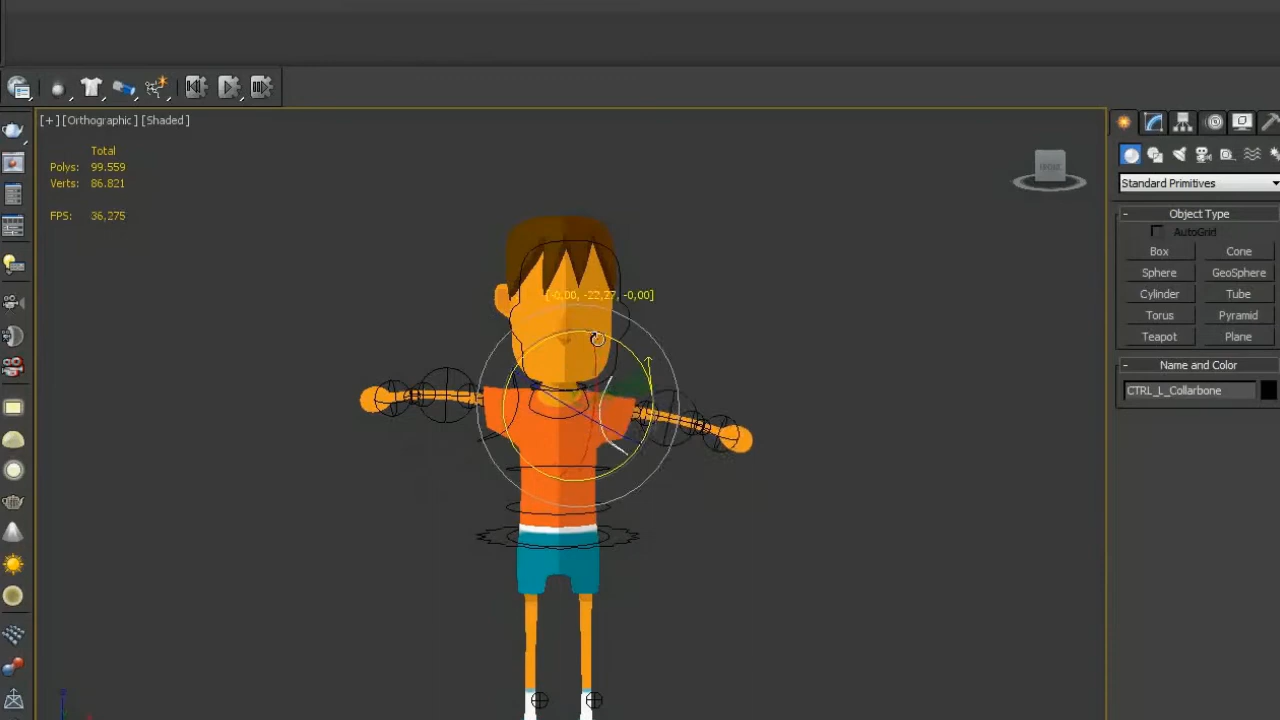 [+][Orthographic][Shaded]
Total
Polys: 99.559
Verts: 86.821
FPS: 36,275
FRONT
[-0,00, -22,27, -0,00]
Standard Primitives
- Object Type
AutoGrid
Box Cone
Sphere GeoSphere
Cylinder Tube
Torus Pyramid
Teapot Plane
- Name and Color
CTRL_L_Collarbone